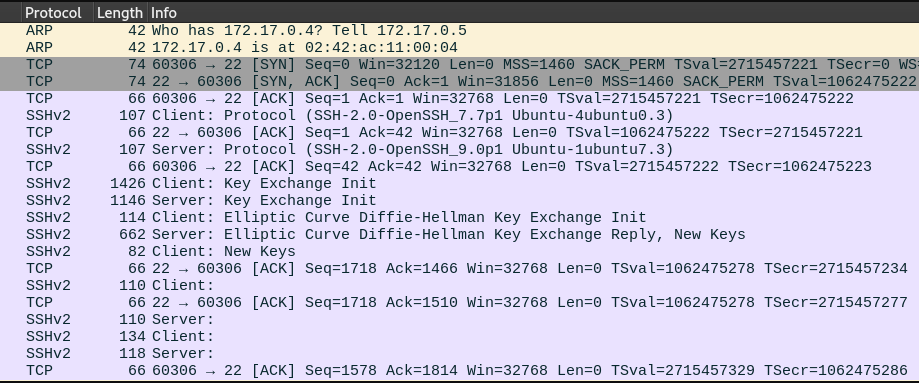 Protocol Length Info
ARP 42 Who has 172.17.0.4? Tell 172.17.0.5
ARP 42 172.17.0.4 is at 02:42:ac:11:00:04
TCP 74 60306 → 22 [SYN] Seq=0 Win=32120 Len=0 MSS=1460 SACK_PERM TSval=2715457221 TSecr=0 WS
TCP 74 22 → 60306 [SYN, ACK] Seq=0 Ack=1 Win=31856 Len=0 MSS=1460 SACK_PERM TSval=1062475222
TCP 66 60306 → 22 [ACK] Seq=1 Ack=1 Win=32768 Len=0 TSval=2715457221 TSecr=1062475222
SSHv2 107 Client: Protocol (SSH-2.0-OpenSSH_7.7p1 Ubuntu-4ubuntu0.3)
TCP 66 22 → 60306 [ACK] Seq=1 Ack=42 Win=32768 Len=0 TSval=1062475222 TSecr=2715457221
SSHv2 107 Server: Protocol (SSH-2.0-OpenSSH_9.0p1 Ubuntu-1ubuntu7.3)
TCP 66 60306 → 22 [ACK] Seq=42 Ack=42 Win=32768 Len=0 TSval=2715457222 TSecr=1062475223
SSHv2 1426 Client: Key Exchange Init
SSHv2 1146 Server: Key Exchange Init
SSHv2 114 Client: Elliptic Curve Diffie-Hellman Key Exchange Init
SSHv2 662 Server: Elliptic Curve Diffie-Hellman Key Exchange Reply, New Keys
SSHv2 82 Client: New Keys
TCP 66 22 → 60306 [ACK] Seq=1718 Ack=1466 Win=32768 Len=0 TSval=1062475278 TSecr=2715457234
SSHv2 110 Client:
TCP 66 22 → 60306 [ACK] Seq=1718 Ack=1510 Win=32768 Len=0 TSval=1062475278 TSecr=2715457277
SSHv2 110 Server:
SSHv2 134 Client:
SSHv2 118 Server:
TCP 66 60306 → 22 [ACK] Seq=1578 Ack=1814 Win=32768 Len=0 TSval=2715457329 TSecr=1062475286